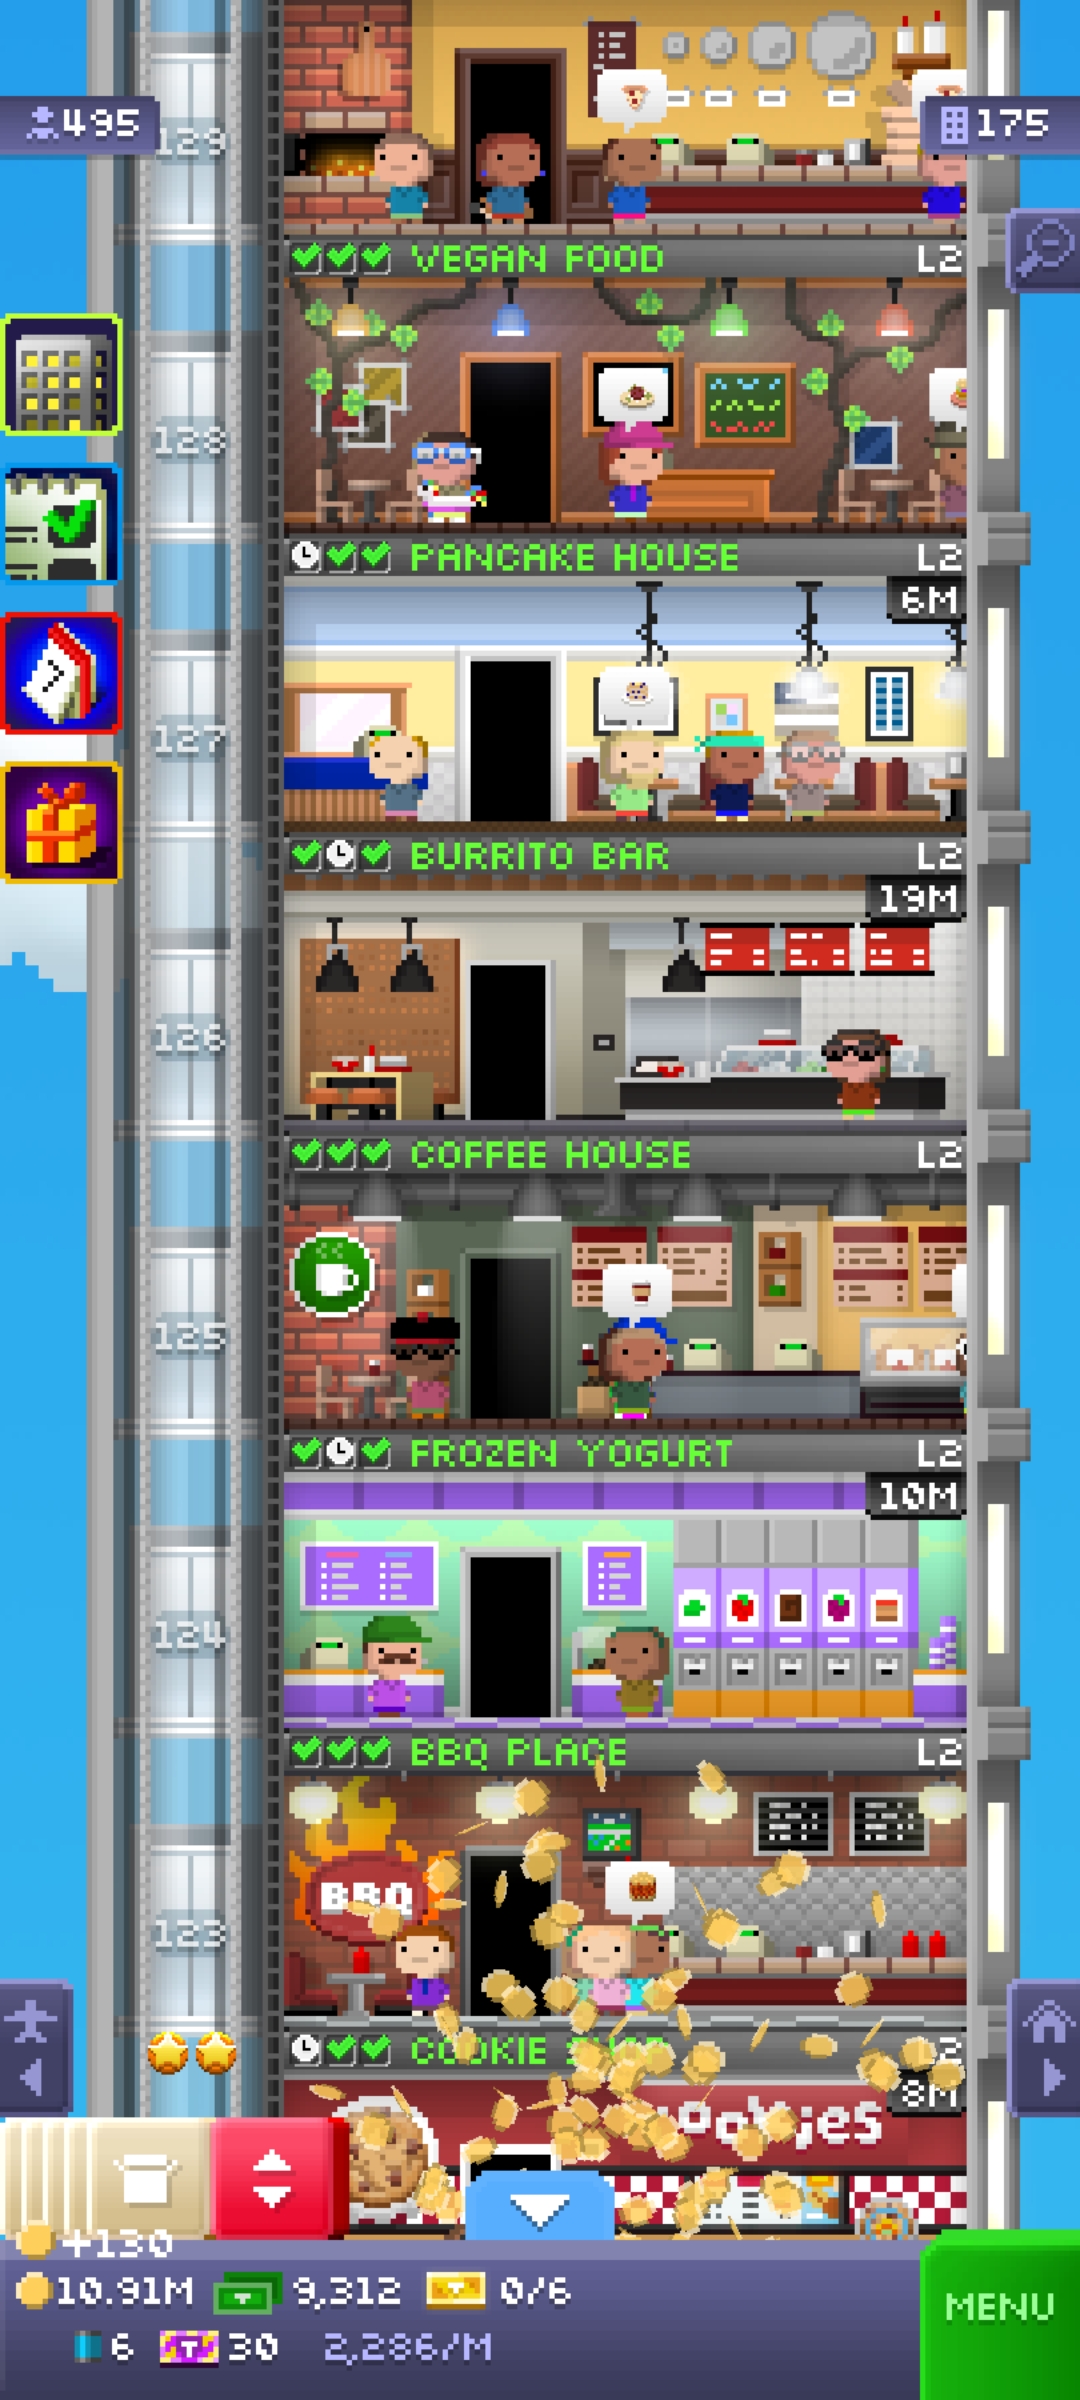 495
175
129
VEGAN FOOD L2
128
PANCAKE HOUSE L2
6M
127
BURRITO BAR L2
19M
126
COFFEE HOUSE L2
125
FROZEN YOGURT L2
10M
124
BBQ PLACE L2
BBQ
123
COOKIE
8M
+130
10.91M 9,312 0/6
6 T 30 2,286/M
MENU